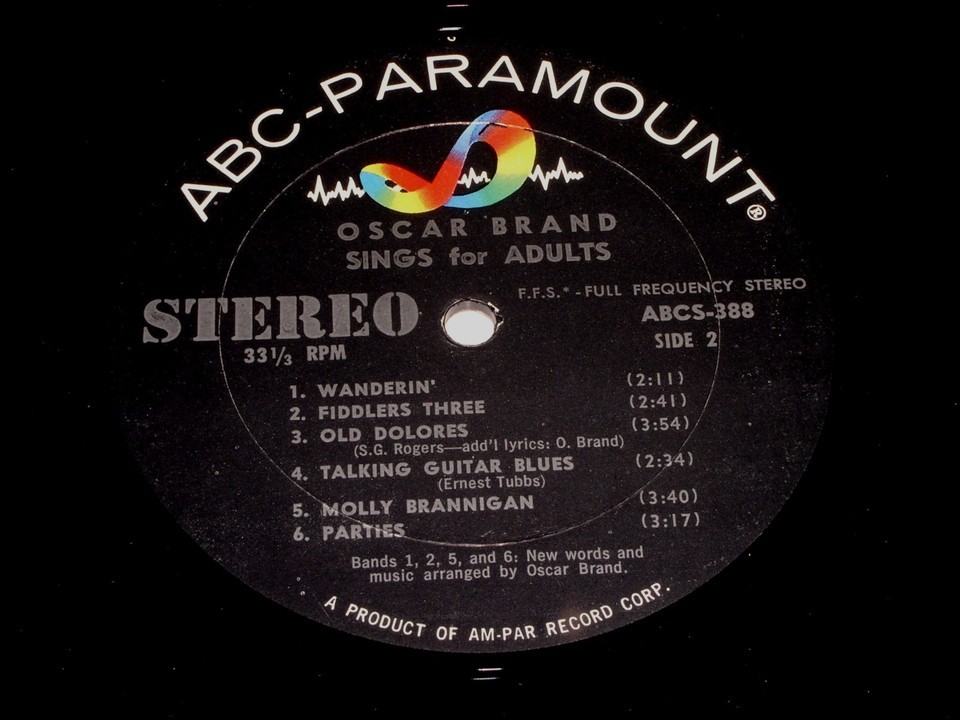 ABC-PARAMOUNT®
OSCAR BRAND
SINGS for ADULTS
F.F.S.* - FULL FREQUENCY STEREO
STEREO
ABCS-388
33 1/3 RPM
SIDE 2
1. WANDERIN' (2:11)
2. FIDDLERS THREE (2:41)
3. OLD DOLORES (3:54)
(S.G. Rogers—add'l lyrics: O. Brand)
4. TALKING GUITAR BLUES (2:34)
(Ernest Tubbs)
5. MOLLY BRANNIGAN (3:40)
6. PARTIES (3:17)
Bands 1, 2, 5, and 6: New words and
music arranged by Oscar Brand.
A PRODUCT OF AM-PAR RECORD CORP.